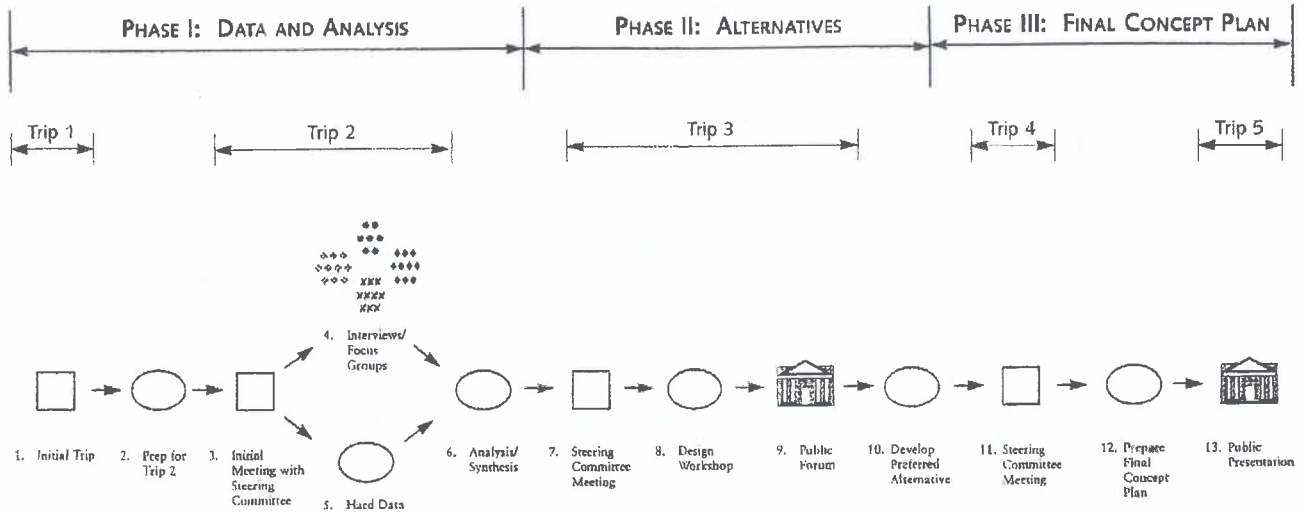 PHASE I: DATA AND ANALYSIS
PHASE II: ALTERNATIVES
PHASE III: FINAL CONCEPT PLAN
Trip 1
Trip 2
Trip 3
Trip 4
Trip 5
1. Initial Trip
2. Prep for
Trip 2
3. Initial
Meeting with
Steering
Committee
4. Interviews/
Focus
Groups
5. Hard Data
6. Analysis/
Synthesis
7. Steering
Committee
Meeting
8. Design
Workshop
9. Public
Forum
10. Develop
Preferred
Alternative
11. Steering
Committee
Meeting
12. Prepare
Final
Concept
Plan
13. Public
Presentation